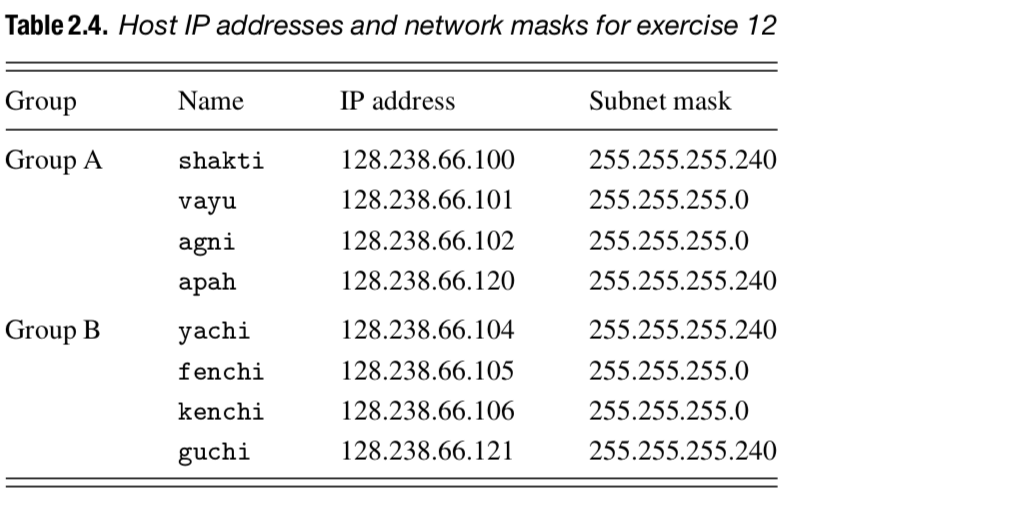 Table 2.4. Host IP addresses and network masks for exercise 12
Group Name IP address Subnet mask
Group A shakti 128.238.66.100 255.255.255.240
vayu 128.238.66.101 255.255.255.0
agni 128.238.66.102 255.255.255.0
apah 128.238.66.120 255.255.255.240
Group B yachi 128.238.66.104 255.255.255.240
fenchi 128.238.66.105 255.255.255.0
kenchi 128.238.66.106 255.255.255.0
guchi 128.238.66.121 255.255.255.240